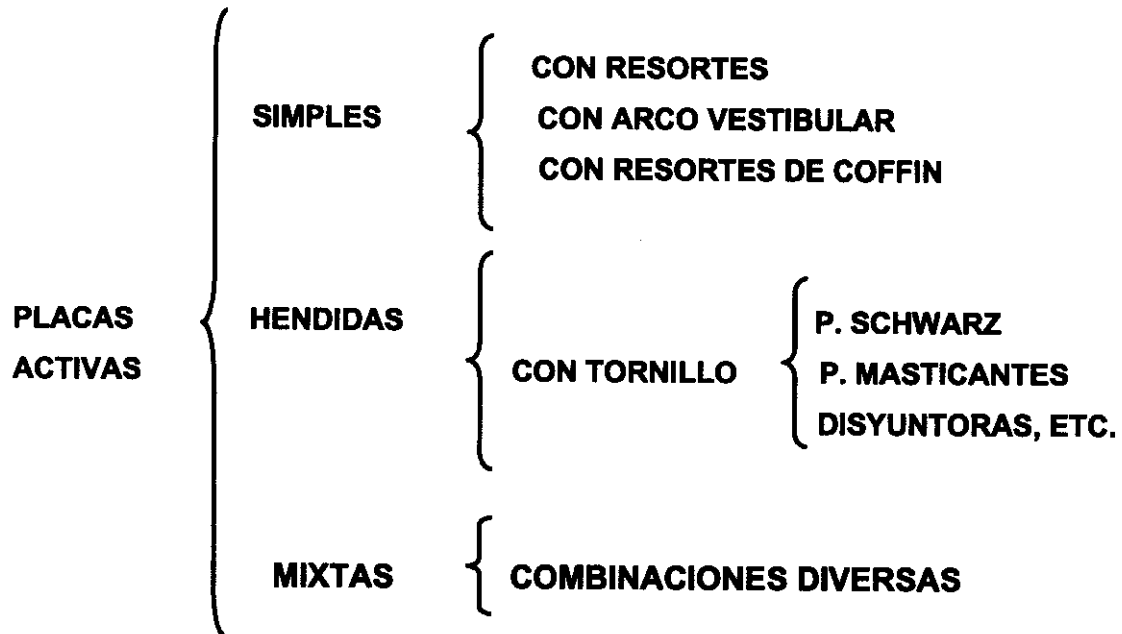 PLACAS
ACTIVAS
SIMPLES
CON RESORTES
CON ARCO VESTIBULAR
CON RESORTES DE COFFIN
HENDIDAS
CON TORNILLO
P. SCHWARZ
P. MASTICANTES
DISYUNTORAS, ETC.
MIXTAS
COMBINACIONES DIVERSAS